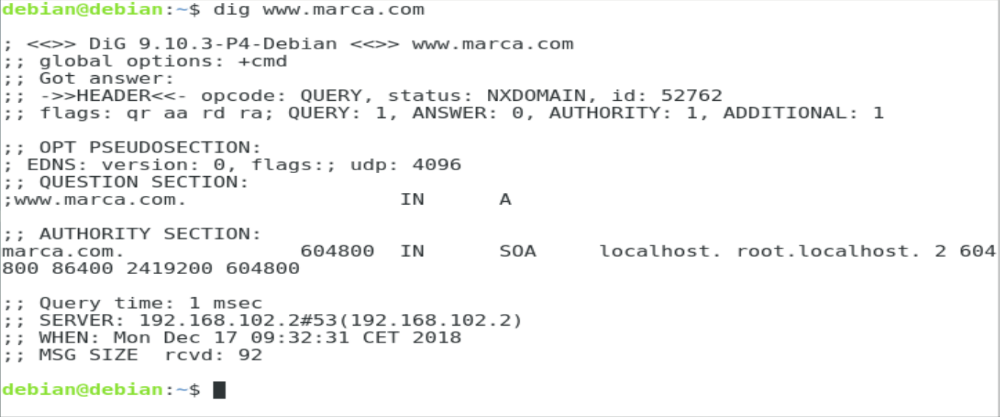 debian@debian:~$ dig www.marca.com
; <<>> DiG 9.10.3-P4-Debian <<>> www.marca.com
;; global options: +cmd
;; Got answer:
;; ->>HEADER<<- opcode: QUERY, status: NXDOMAIN, id: 52762
;; flags: qr aa rd ra; QUERY: 1, ANSWER: 0, AUTHORITY: 1, ADDITIONAL: 1
;; OPT PSEUDOSECTION:
; EDNS: version: 0, flags:; udp: 4096
;; QUESTION SECTION:
;www.marca.com. IN A
;; AUTHORITY SECTION:
marca.com. 604800 IN SOA localhost. root.localhost. 2 604
800 86400 2419200 604800
;; Query time: 1 msec
;; SERVER: 192.168.102.2#53(192.168.102.2)
;; WHEN: Mon Dec 17 09:32:31 CET 2018
;; MSG SIZE rcvd: 92
debian@debian:~$